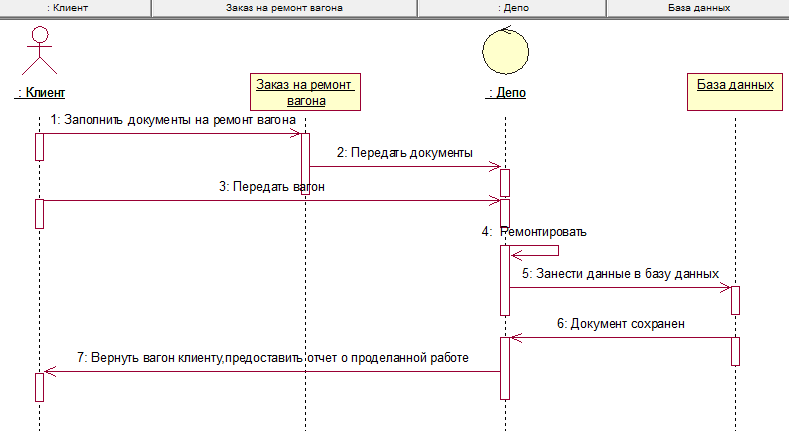 : Клиент
Заказ на ремонт вагона
: Депо
База данных
: Клиент
Заказ на ремонт
вагона
: Депо
База данных
1: Заполнить документы на ремонт вагона
2: Передать документы
3: Передать вагон
4: Ремонтировать
5: Занести данные в базу данных
6: Документ сохранен
7: Вернуть вагон клиенту,предоставить отчет о проделанной работе